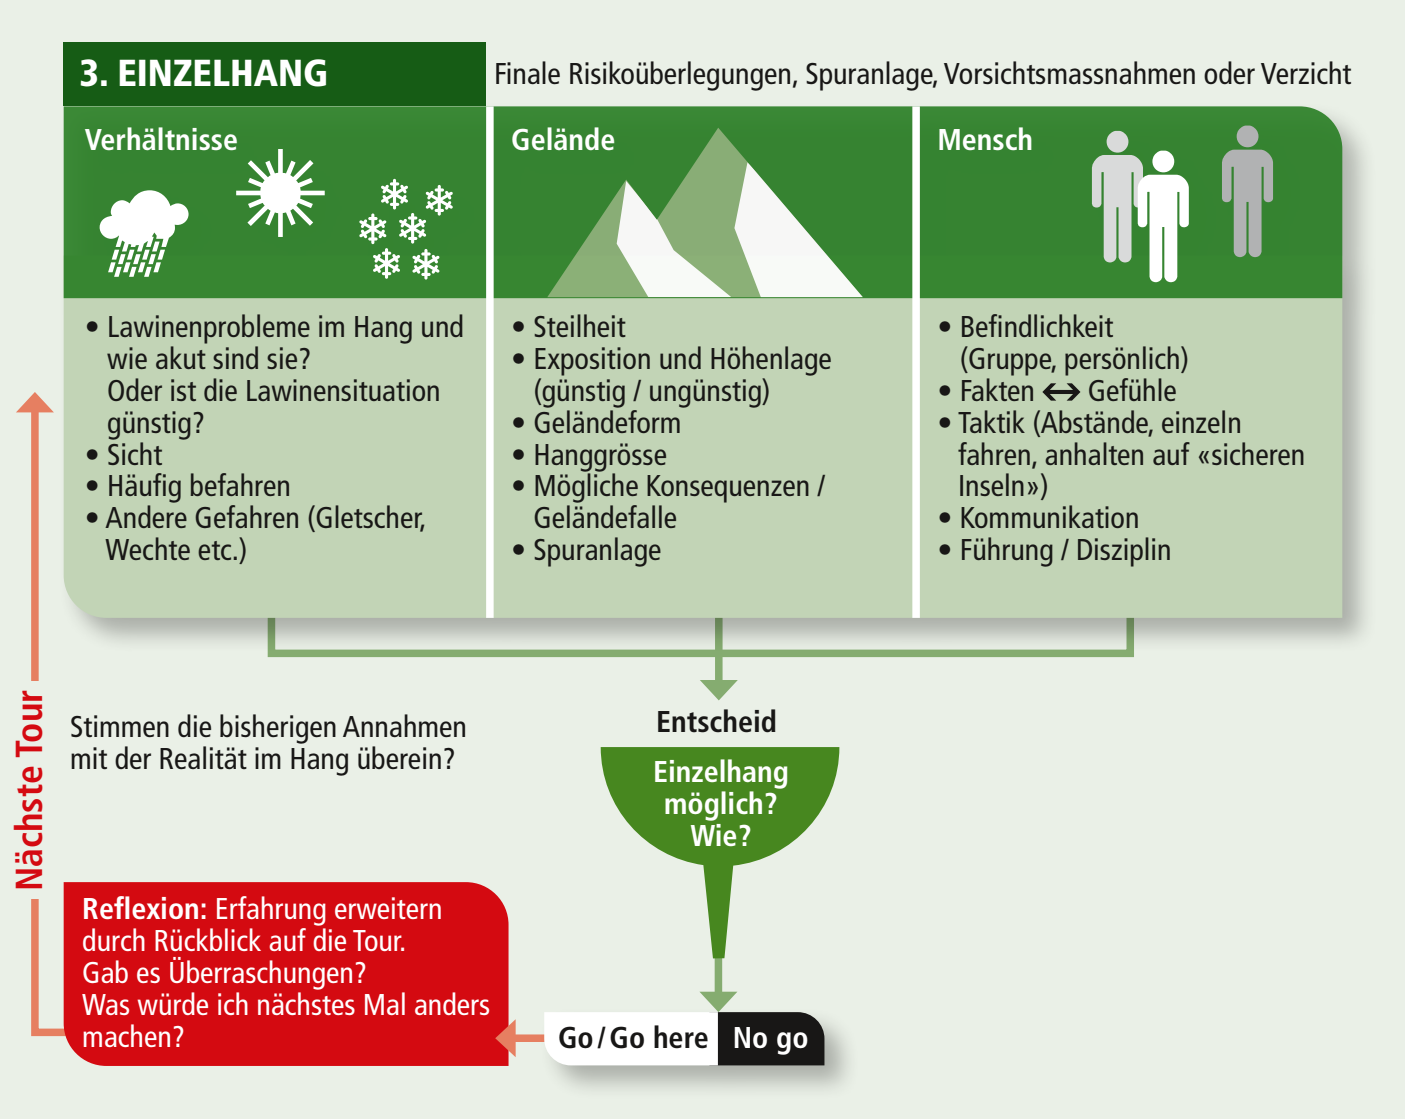 3. EINZELHANG
Finale Risikoüberlegungen, Spuranlage, Vorsichtsmassnahmen oder Verzicht
Verhältnisse
• Lawinenprobleme im Hang und
wie akut sind sie?
Oder ist die Lawinensituation
günstig?
• Sicht
• Häufig befahren
• Andere Gefahren (Gletscher,
Wechte etc.)
Gelände
• Steilheit
• Exposition und Höhenlage
(günstig / ungünstig)
• Geländeform
• Hanggrösse
• Mögliche Konsequenzen /
Geländefalle
• Spuranlage
Mensch
• Befindlichkeit
(Gruppe, persönlich)
• Fakten ↔ Gefühle
• Taktik (Abstände, einzeln
fahren, anhalten auf «sicheren
Inseln»)
• Kommunikation
• Führung / Disziplin
Stimmen die bisherigen Annahmen
mit der Realität im Hang überein?
Entscheid
Einzelhang
möglich?
Wie?
Go / Go here
No go
Reflexion: Erfahrung erweitern
durch Rückblick auf die Tour.
Gab es Überraschungen?
Was würde ich nächstes Mal anders
machen?
Nächste Tour